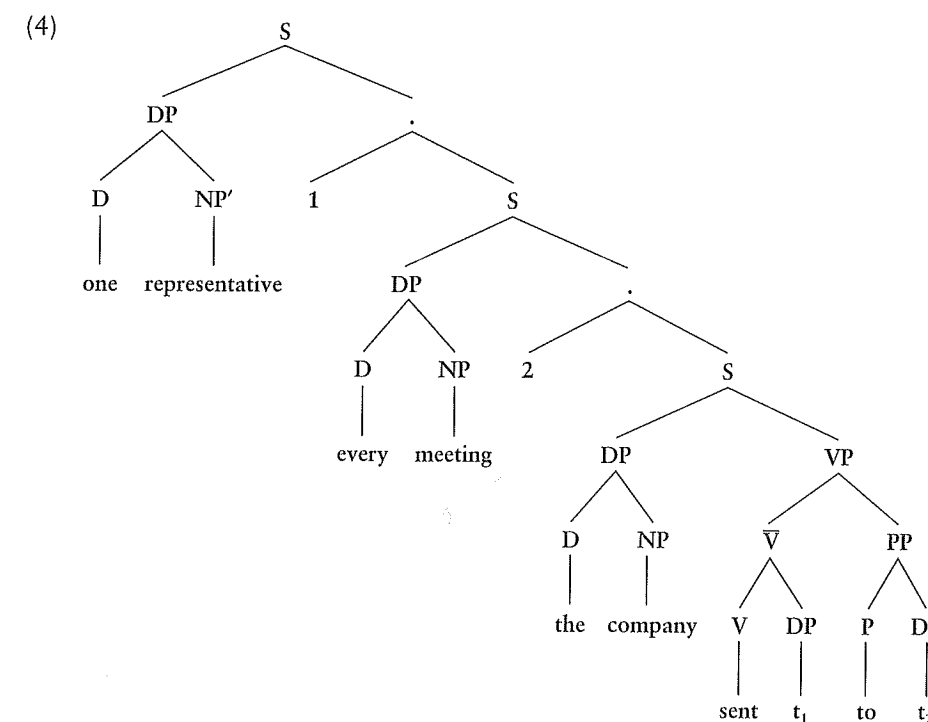 (4)
S
DP .
D NP′ 1 S
one representative DP .
D NP 2 S
every meeting DP VP
D NP V̅ PP
the company V DP P D
sent t₁ to t